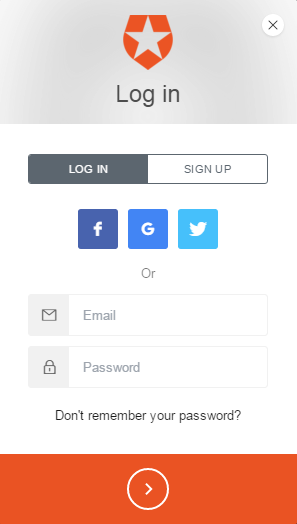 Log in
LOG IN SIGN UP
Or
Email
Password
Don't remember your password?